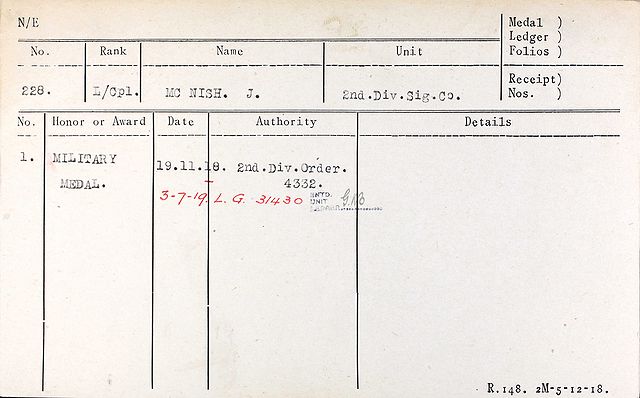 N/E
Medal )
Ledger )
Folios )
No. Rank Name Unit
Receipt)
Nos. )
228. L/Cpl. MC NISH. J. 2nd.Div.Sig.Co.
No. Honor or Award Date Authority Details
1. MILITARY 19.11.18. 2nd.Div.Order.
MEDAL. 4332.
3-7-19. L. G. 31430
ENTD.
UNIT
R.148. 2M-5-12-18.